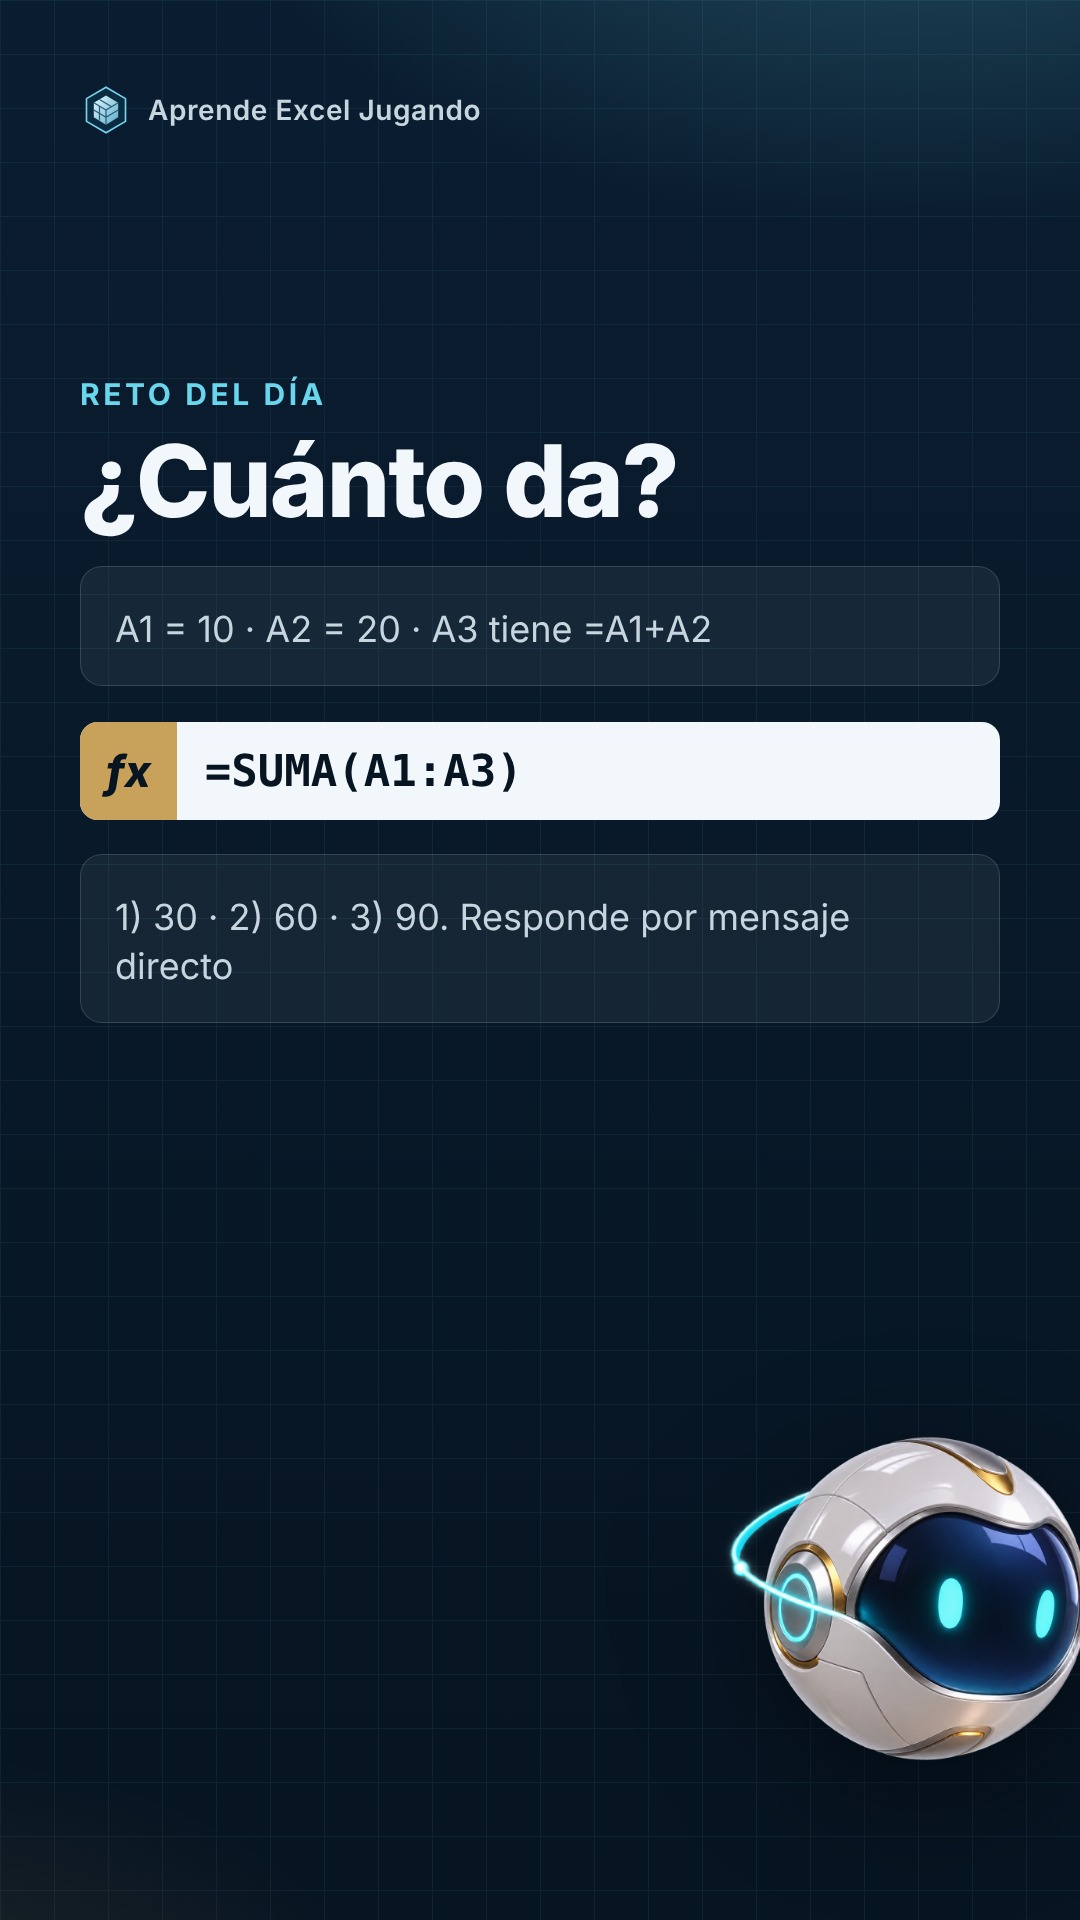 Aprende Excel Jugando
RETO DEL DÍA
¿Cuánto da?
A1 = 10 · A2 = 20 · A3 tiene =A1+A2
fx =SUMA(A1:A3)
1) 30 · 2) 60 · 3) 90. Responde por mensaje
directo